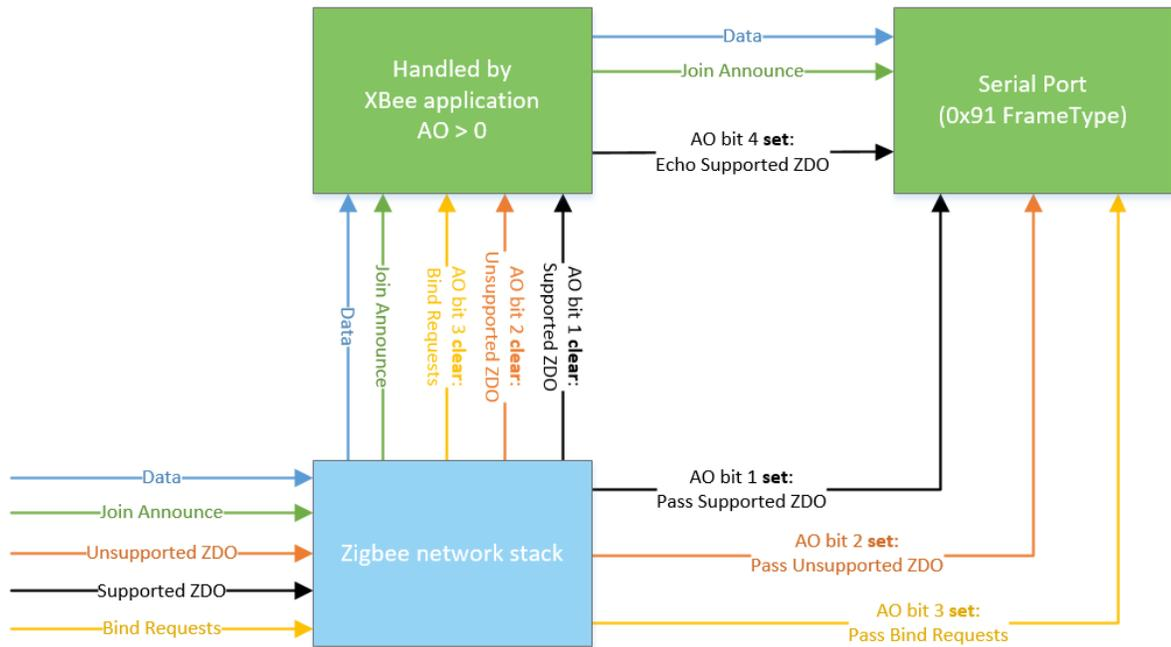 Handled by
XBee application
AO > 0
Data
Join Announce
AO bit 4 set:
Echo Supported ZDO
Serial Port
(0x91 FrameType)
Data
Join Announce
AO bit 3 clear:
Bind Requests
AO bit 2 clear:
Unsupported ZDO
AO bit 1 clear:
Supported ZDO
Data
Join Announce
Unsupported ZDO
Supported ZDO
Bind Requests
Zigbee network stack
AO bit 1 set:
Pass Supported ZDO
AO bit 2 set:
Pass Unsupported ZDO
AO bit 3 set:
Pass Bind Requests